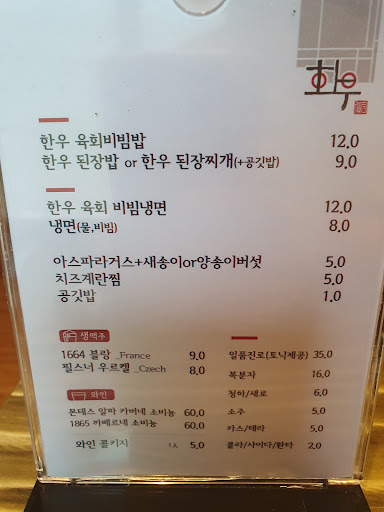 화우
한우 육회비빔밥 12.0
한우 된장밥 or 한우 된장찌개(+공깃밥) 9.0
한우 육회 비빔냉면 12.0
냉면(물,비빔) 8.0
아스파라거스+새송이or양송이버섯 5.0
치즈계란찜 5.0
공깃밥 1.0
생맥주
1664 블랑 _France 9.0
필스너 우르켈 _Czech 8.0
와인
몬테스 알파 카버네 소비뇽 60.0
1865 까베르네 소비뇽 60.0
와인 콜키지 1人 5.0
일품진로(토닉제공) 35.0
복분자 16.0
청하/새로 6.0
소주 5.0
카스/테라 5.0
콜라/사이다/환타 2.0